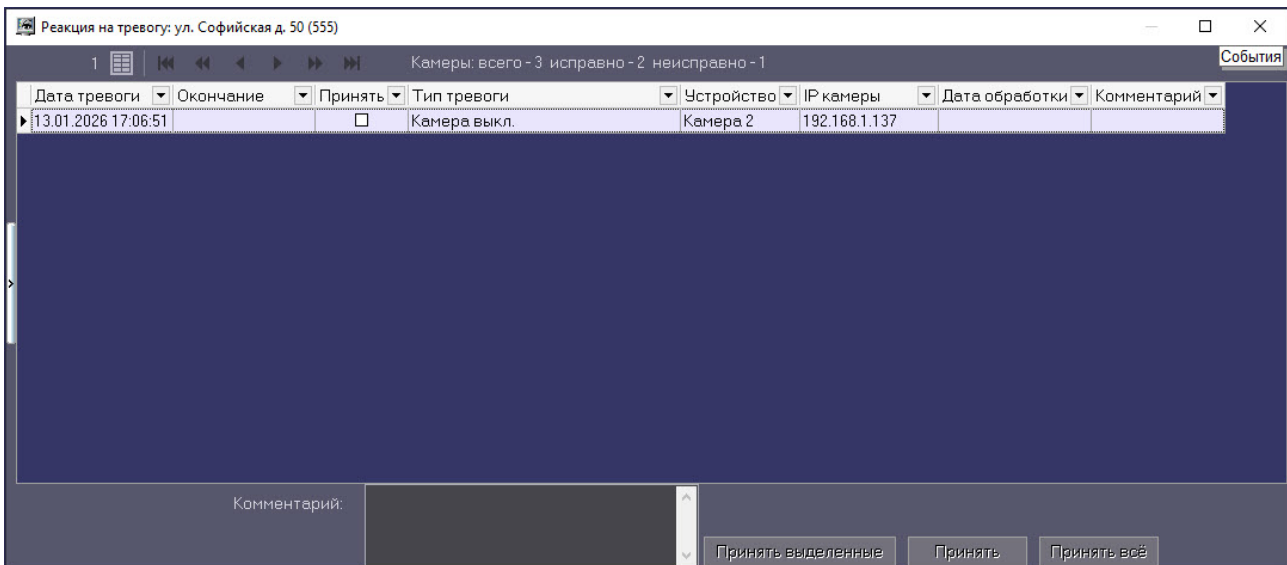 Реакция на тревогу: ул. Софийская д. 50 (555)
1 Камеры: всего - 3 исправно - 2 неисправно - 1
События
Дата тревоги Окончание Принять Тип тревоги Устройство IP камеры Дата обработки Комментарий
13.01.2026 17:06:51 Камера выкл. Камера 2 192.168.1.137
Комментарий:
Принять выделенные Принять Принять всё